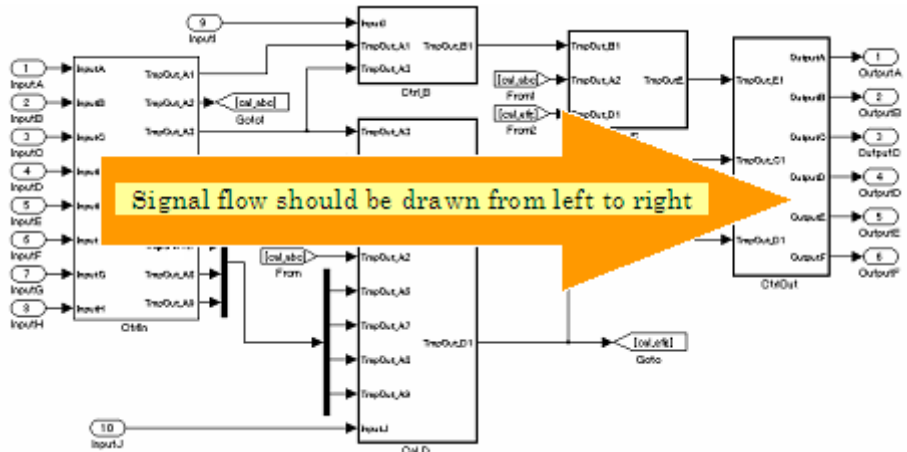 9
InputI
InputI
TmpOut_A1
TmpOut_A3
TmpOut_B1
Ctrl_B
1
InputA
2
InputB
3
InputC
4
InputD
5
InputE
6
InputF
7
InputG
8
InputH
InputA
InputB
InputC
InputG
InputH
TmpOut_A1
TmpOut_A2
TmpOut_A3
TmpOut_A8
TmpOut_A9
CtrlIn
[cal_abc]
Goto1
[cal_abc]
From1
[cal_efc]
From2
TmpOut_B1
TmpOut_A2
TmpOut_D1
TmpOutE
TmpOut_E1
TmpOut_C1
TmpOut_D1
OutputA
OutputB
OutputC
OutputD
OutputE
OutputF
CtrlOut
1
OutputA
2
OutputB
3
OutputC
4
OutputD
5
OutputE
6
OutputF
Signal flow should be drawn from left to right
TmpOut_A3
[cal_abc]
From
TmpOut_A2
TmpOut_A7
TmpOut_A8
TmpOut_A9
TmpOut_D1
InputJ
Goto
10
InputJ